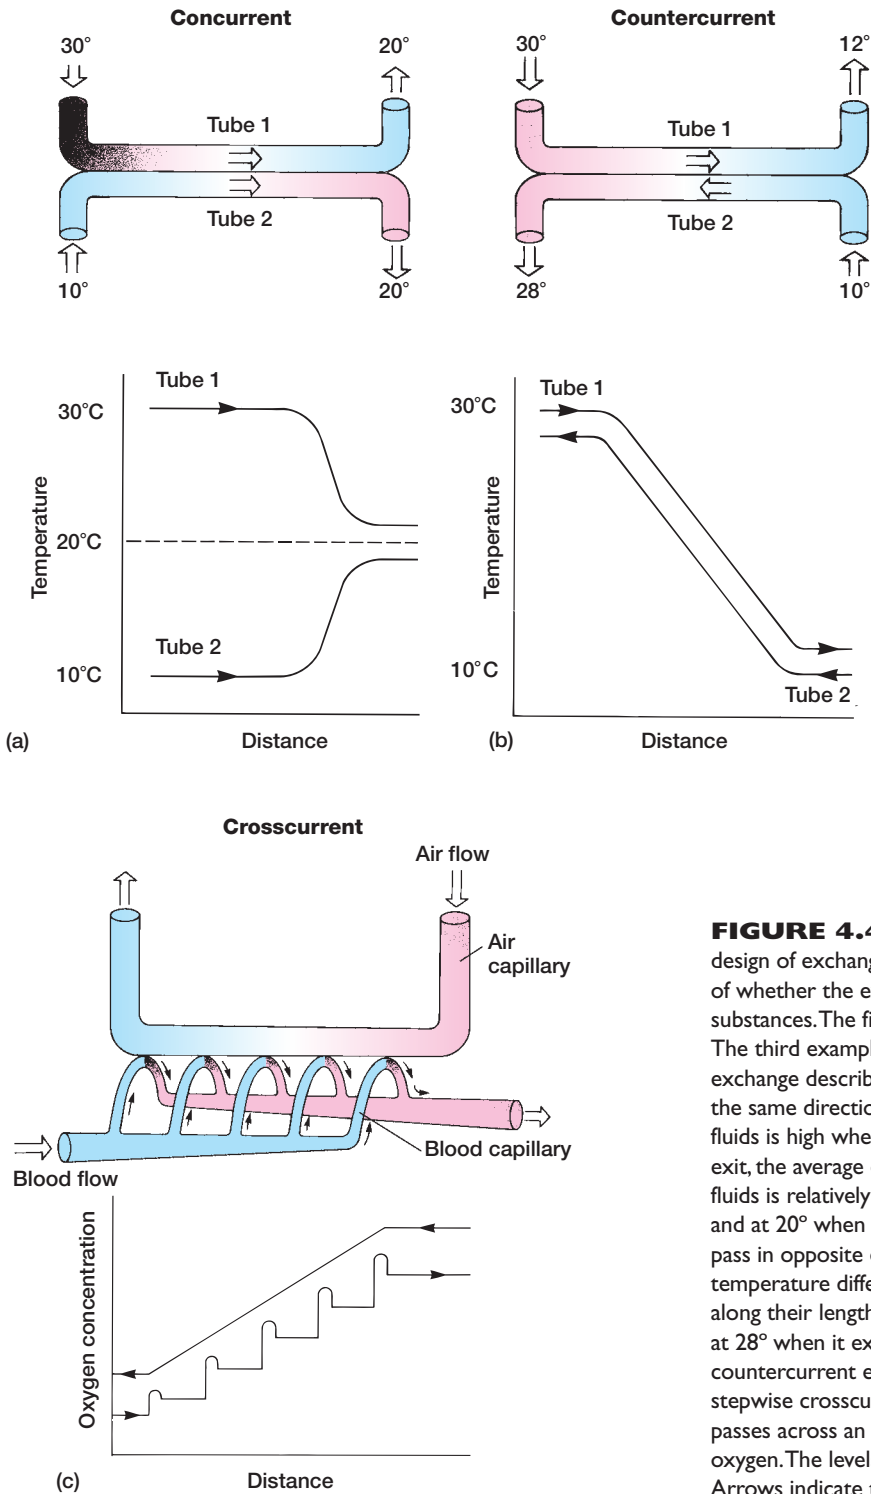 Concurrent
30°
20°
Tube 1
Tube 2
10°
20°
Countercurrent
30°
12°
Tube 1
Tube 2
28°
10°
Tube 1
30°C
Temperature
20°C
Tube 2
10°C
(a)
Distance
Tube 1
30°C
Temperature
10°C
Tube 2
(b)
Distance
Crosscurrent
Air flow
Air
capillary
Blood capillary
Blood flow
Oxygen concentration
(c)
Distance
FIGURE 4.4
design of exchang
of whether the e
substances. The fi
The third exampl
exchange describ
the same direction
fluids is high whe
exit, the average
fluids is relatively
and at 20° when
pass in opposite
temperature diffe
along their length
at 28° when it ex
countercurrent e
stepwise crosscu
passes across an
oxygen. The level
Arrows indicate